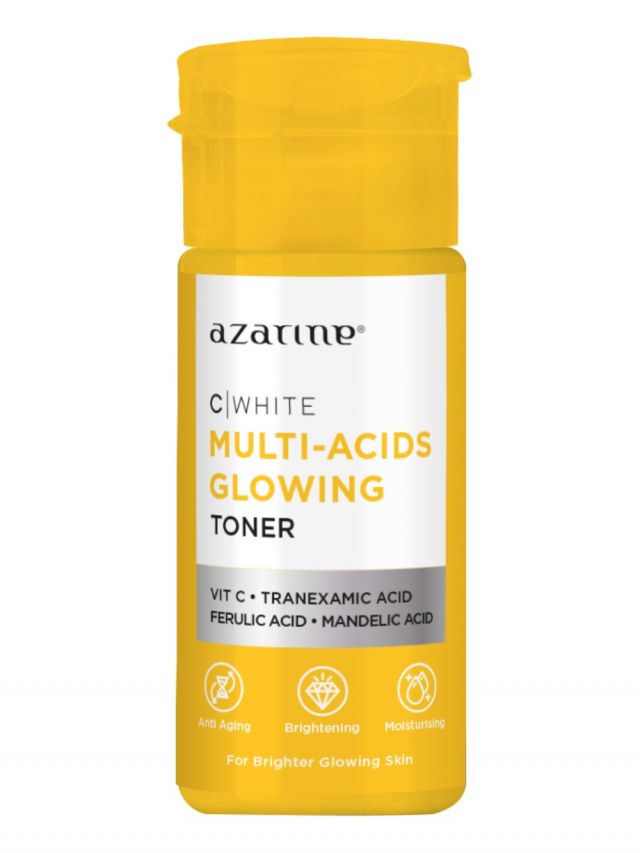 azarine®
C|WHITE
MULTI-ACIDS
GLOWING
TONER
VIT C • TRANEXAMIC ACID
FERULIC ACID • MANDELIC ACID
Anti Aging Brightening Moisturising
For Brighter Glowing Skin